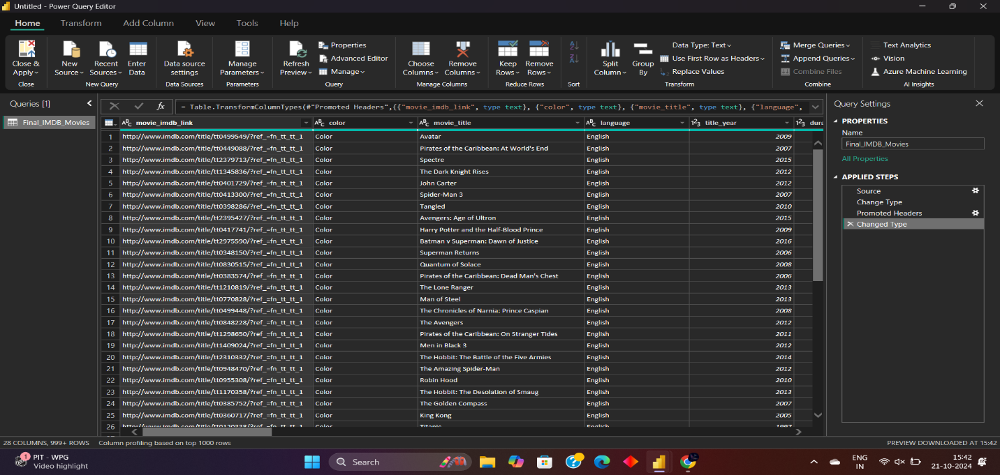 Untitled - Power Query Editor
Home Transform Add Column View Tools Help
Close & Apply
Close
New Source
Recent Sources
Enter Data
New Query
Data source settings
Data Sources
Manage Parameters
Parameters
Refresh Preview
Properties
Advanced Editor
Manage
Query
Choose Columns
Remove Columns
Manage Columns
Keep Rows
Remove Rows
Reduce Rows
Sort
Split Column
Group By
Data Type: Text
Use First Row as Headers
Replace Values
Transform
Merge Queries
Append Queries
Combine Files
Combine
Text Analytics
Vision
Azure Machine Learning
AI Insights
Queries [1]
Final_IMDB_Movies
fx = Table.TransformColumnTypes(#"Promoted Headers",{{"movie_imdb_link", type text}, {"color", type text}, {"movie_title", type text}, {"language",
movie_imdb_link color movie_title language title_year dura
1 http://www.imdb.com/title/tt0499549/?ref_=fn_tt_tt_1 Color Avatar English 2009
2 http://www.imdb.com/title/tt0449088/?ref_=fn_tt_tt_1 Color Pirates of the Caribbean: At World's End English 2007
3 http://www.imdb.com/title/tt2379713/?ref_=fn_tt_tt_1 Color Spectre English 2015
4 http://www.imdb.com/title/tt1345836/?ref_=fn_tt_tt_1 Color The Dark Knight Rises English 2012
5 http://www.imdb.com/title/tt0401729/?ref_=fn_tt_tt_1 Color John Carter English 2012
6 http://www.imdb.com/title/tt0413300/?ref_=fn_tt_tt_1 Color Spider-Man 3 English 2007
7 http://www.imdb.com/title/tt0398286/?ref_=fn_tt_tt_1 Color Tangled English 2010
8 http://www.imdb.com/title/tt2395427/?ref_=fn_tt_tt_1 Color Avengers: Age of Ultron English 2015
9 http://www.imdb.com/title/tt0417741/?ref_=fn_tt_tt_1 Color Harry Potter and the Half-Blood Prince English 2009
10 http://www.imdb.com/title/tt2975590/?ref_=fn_tt_tt_1 Color Batman v Superman: Dawn of Justice English 2016
11 http://www.imdb.com/title/tt0348150/?ref_=fn_tt_tt_1 Color Superman Returns English 2006
12 http://www.imdb.com/title/tt0830515/?ref_=fn_tt_tt_1 Color Quantum of Solace English 2008
13 http://www.imdb.com/title/tt0383574/?ref_=fn_tt_tt_1 Color Pirates of the Caribbean: Dead Man's Chest English 2006
14 http://www.imdb.com/title/tt1210819/?ref_=fn_tt_tt_1 Color The Lone Ranger English 2013
15 http://www.imdb.com/title/tt0770828/?ref_=fn_tt_tt_1 Color Man of Steel English 2013
16 http://www.imdb.com/title/tt0499448/?ref_=fn_tt_tt_1 Color The Chronicles of Narnia: Prince Caspian English 2008
17 http://www.imdb.com/title/tt0848228/?ref_=fn_tt_tt_1 Color The Avengers English 2012
18 http://www.imdb.com/title/tt1298650/?ref_=fn_tt_tt_1 Color Pirates of the Caribbean: On Stranger Tides English 2011
19 http://www.imdb.com/title/tt1409024/?ref_=fn_tt_tt_1 Color Men in Black 3 English 2012
20 http://www.imdb.com/title/tt2310332/?ref_=fn_tt_tt_1 Color The Hobbit: The Battle of the Five Armies English 2014
21 http://www.imdb.com/title/tt0948470/?ref_=fn_tt_tt_1 Color The Amazing Spider-Man English 2012
22 http://www.imdb.com/title/tt0955308/?ref_=fn_tt_tt_1 Color Robin Hood English 2010
23 http://www.imdb.com/title/tt1170358/?ref_=fn_tt_tt_1 Color The Hobbit: The Desolation of Smaug English 2013
24 http://www.imdb.com/title/tt0385752/?ref_=fn_tt_tt_1 Color The Golden Compass English 2007
25 http://www.imdb.com/title/tt0360717/?ref_=fn_tt_tt_1 Color King Kong English 2005
26 http://www.imdb.com/title/tt0120338/?ref_=fn_tt_tt_1 Color Titanic English 1997
Query Settings
PROPERTIES
Name
Final_IMDB_Movies
All Properties
APPLIED STEPS
Source
Change Type
Promoted Headers
Changed Type
28 COLUMNS, 999+ ROWS Column profiling based on top 1000 rows PREVIEW DOWNLOADED AT 15:42
1 PIT - WPG
Video highlight
Search
ENG
IN
15:42
21-10-2024